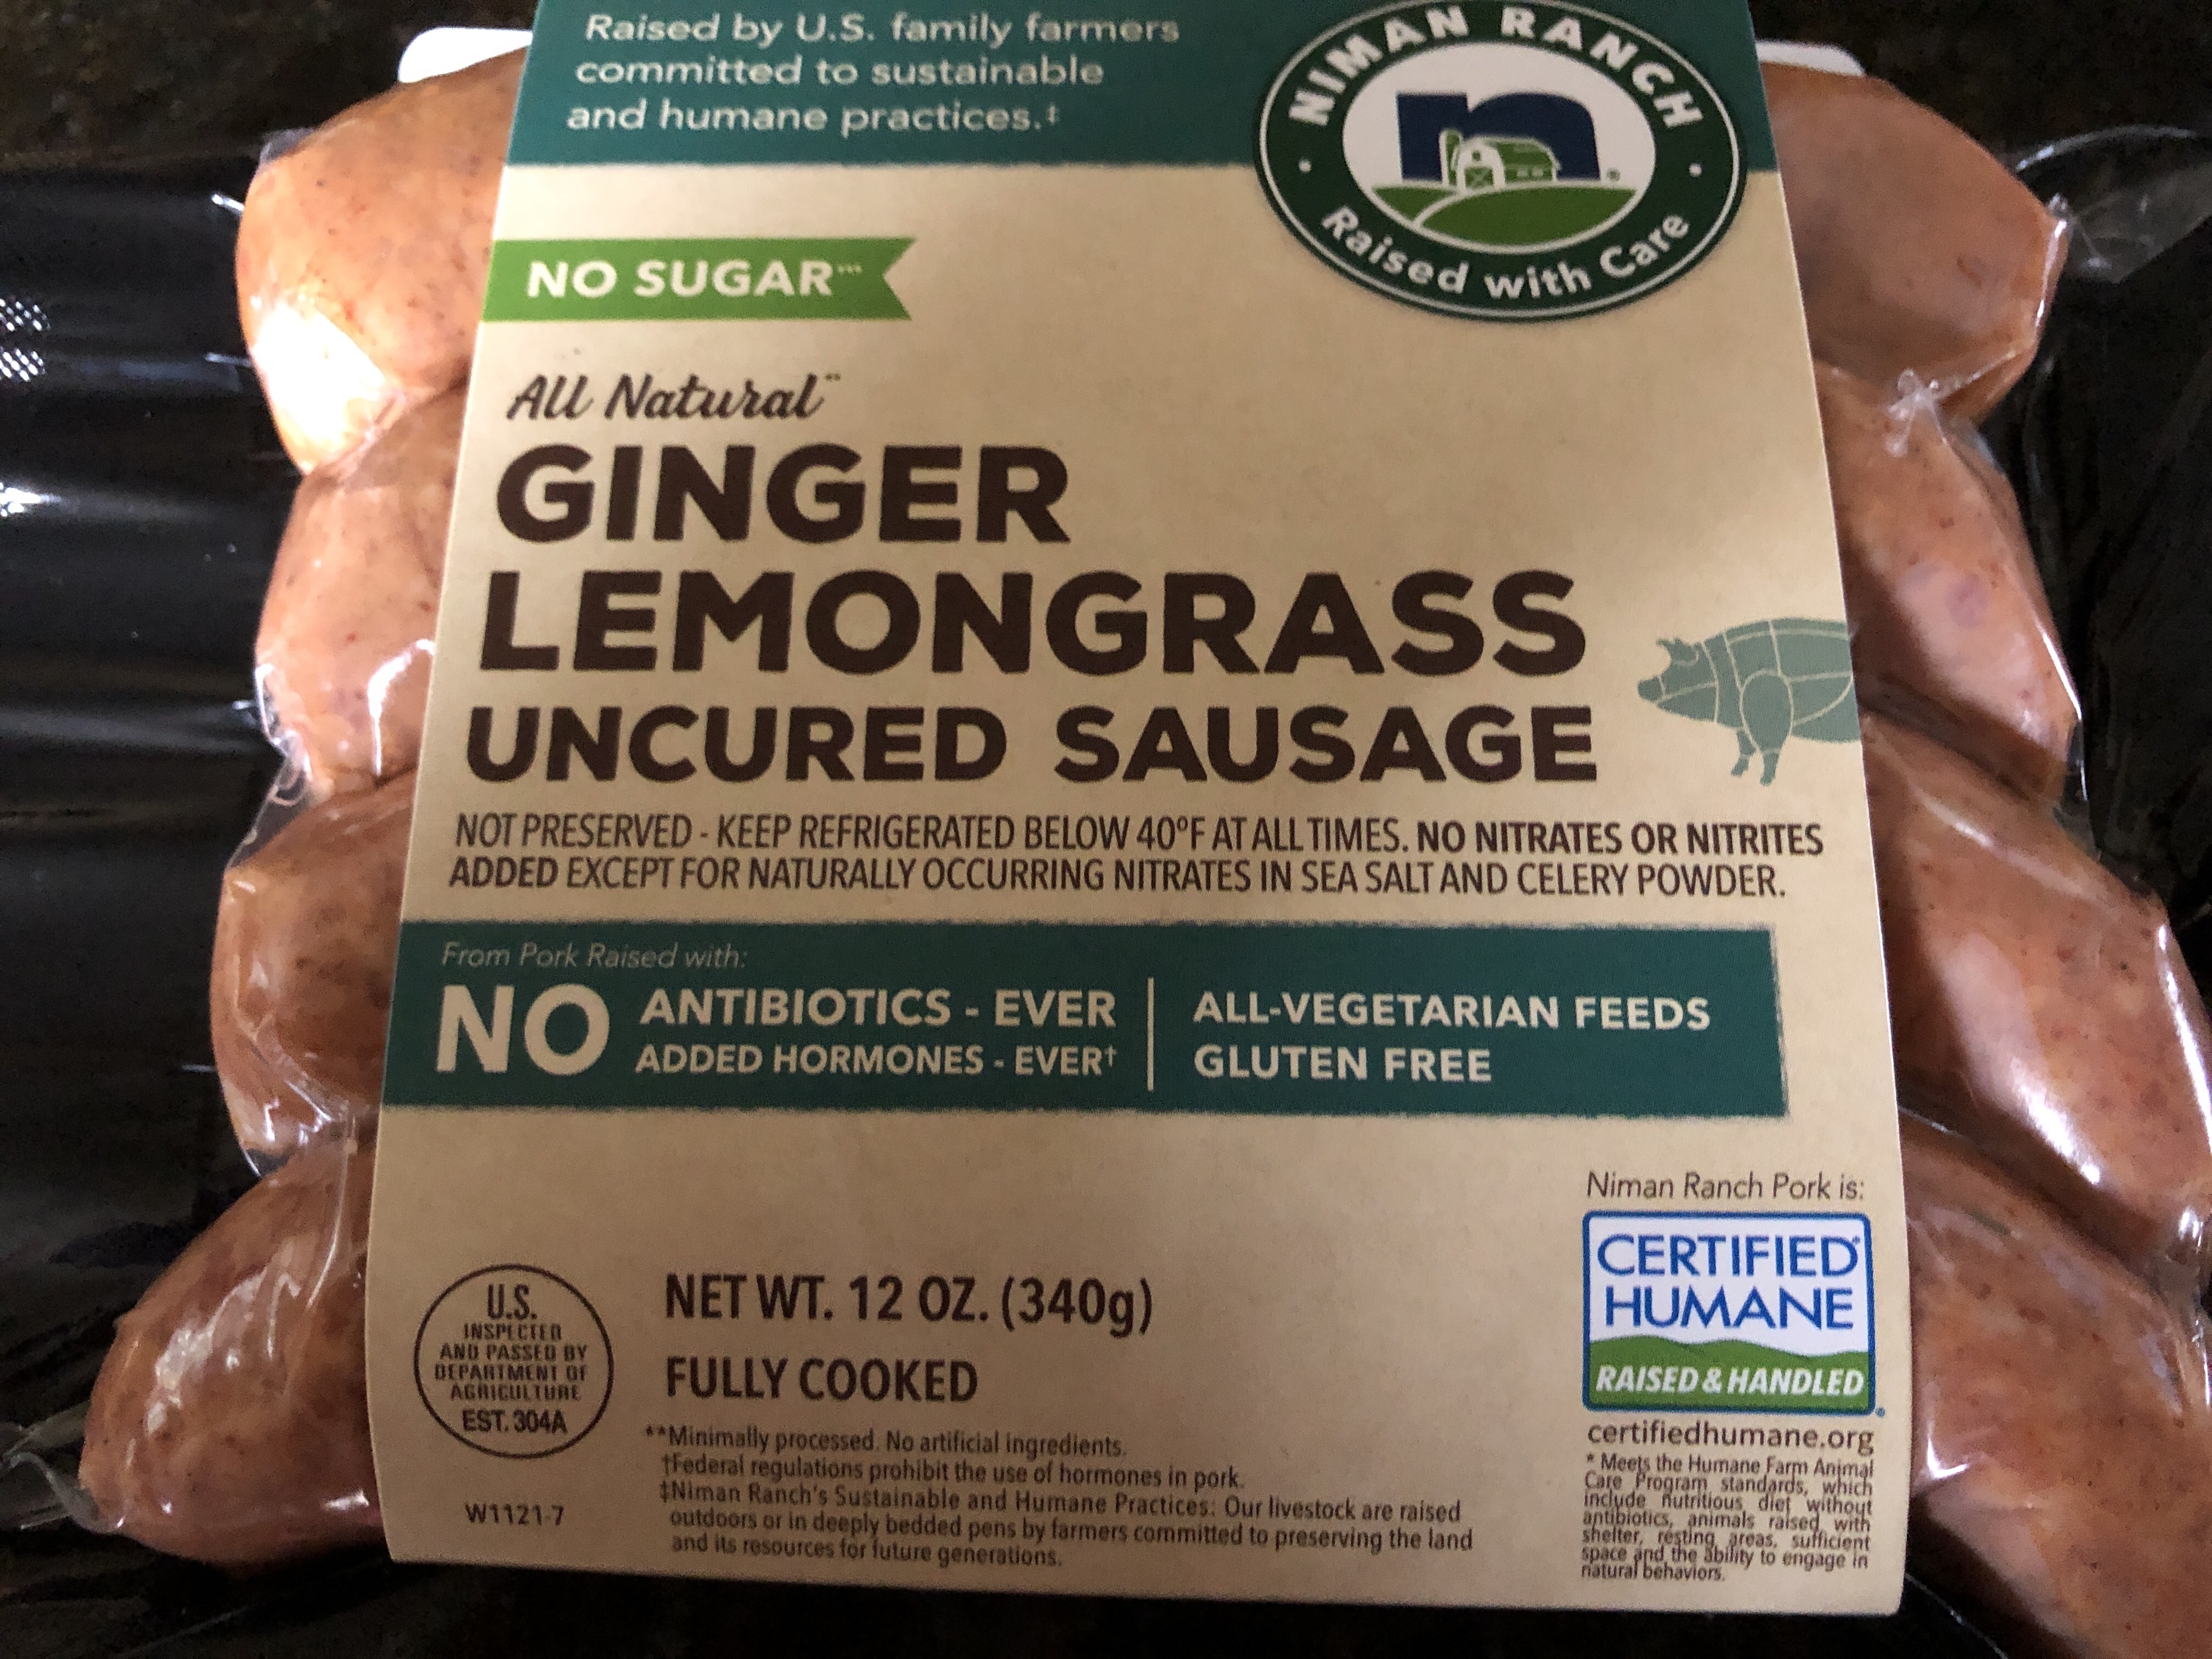 Raised by U.S. family farmers
committed to sustainable
and humane practices.‡
NIMAN RANCH
n®
Raised with Care
NO SUGAR***
All Natural**
GINGER
LEMONGRASS
UNCURED SAUSAGE
NOT PRESERVED - KEEP REFRIGERATED BELOW 40ºF AT ALL TIMES. NO NITRATES OR NITRITES
ADDED EXCEPT FOR NATURALLY OCCURRING NITRATES IN SEA SALT AND CELERY POWDER.
From Pork Raised with:
NO
ANTIBIOTICS - EVER
ADDED HORMONES - EVER†
ALL-VEGETARIAN FEEDS
GLUTEN FREE
U.S.
INSPECTED
AND PASSED BY
DEPARTMENT OF
AGRICULTURE
EST. 304A
W1121-7
NET WT. 12 OZ. (340g)
FULLY COOKED
**Minimally processed. No artificial ingredients.
†Federal regulations prohibit the use of hormones in pork.
‡Niman Ranch's Sustainable and Humane Practices: Our livestock are raised
outdoors or in deeply bedded pens by farmers committed to preserving the land
and its resources for future generations.
Niman Ranch Pork is:
CERTIFIED*
HUMANE
RAISED & HANDLED®
certifiedhumane.org
* Meets the Humane Farm Animal
Care Program standards, which
include nutritious diet without
antibiotics, animals raised with
shelter, resting areas, sufficient
space and the ability to engage in
natural behaviors.